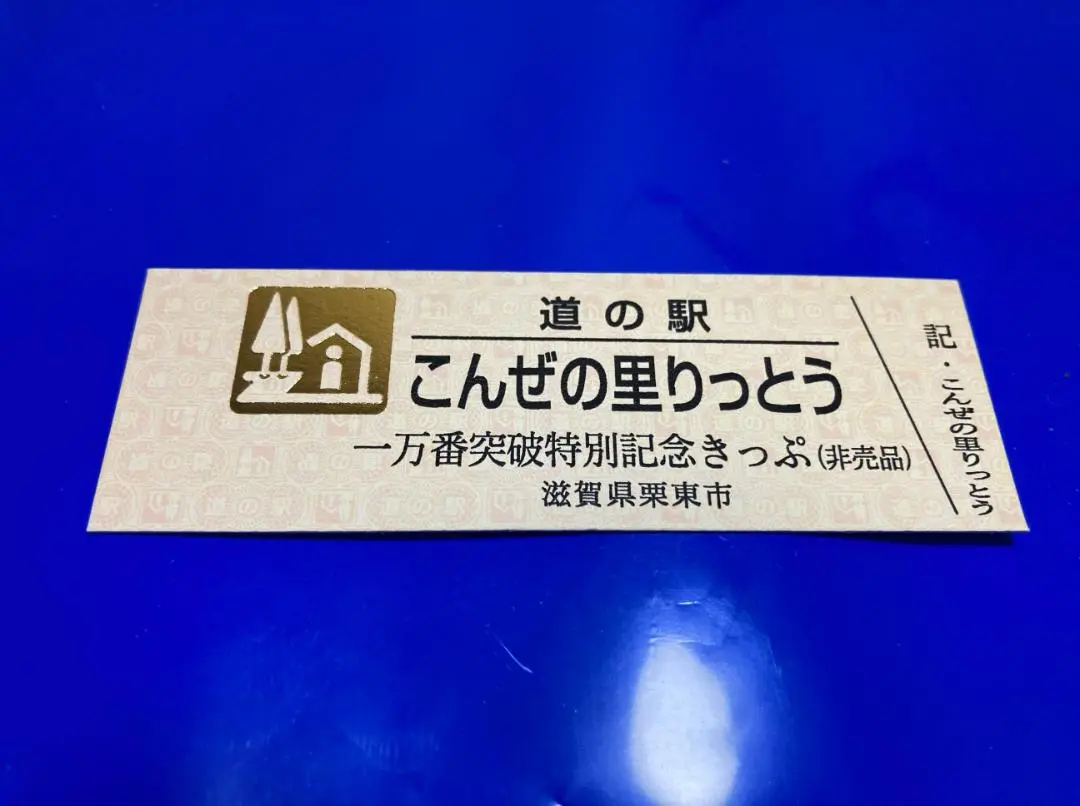 道の駅
こんぜの里りっとう
一万番突破特別記念きっぷ(非売品)
滋賀県栗東市
記・こんぜの里りっとう